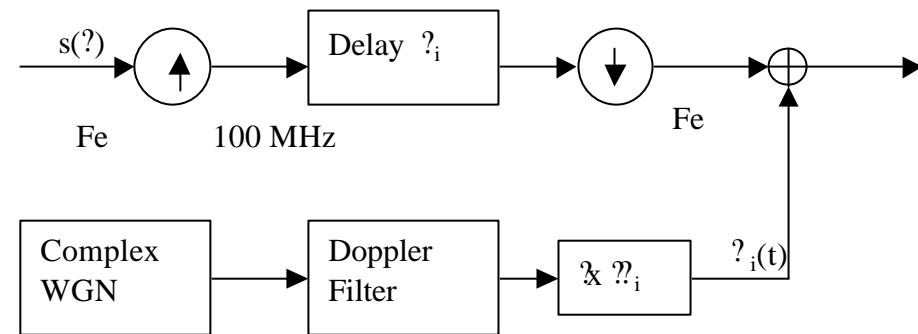 s(?)
Delay ?i
Fe
100 MHz
Fe
Complex
WGN
Doppler
Filter
?x ??i
?i(t)